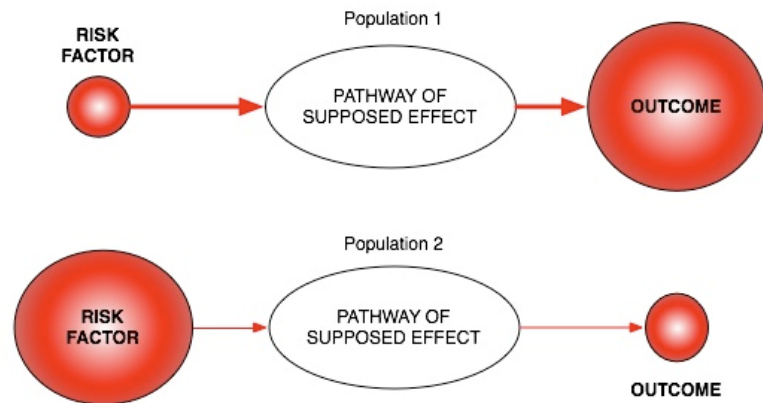 Population 1
RISK
FACTOR
PATHWAY OF
SUPPOSED EFFECT
OUTCOME
Population 2
RISK
FACTOR
PATHWAY OF
SUPPOSED EFFECT
OUTCOME